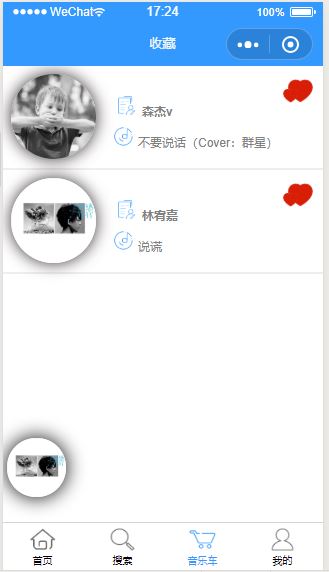 WeChat 17:24 100%
收藏
森杰v
不要说话（Cover：群星）
林宥嘉
说谎
首页 搜索 音乐车 我的